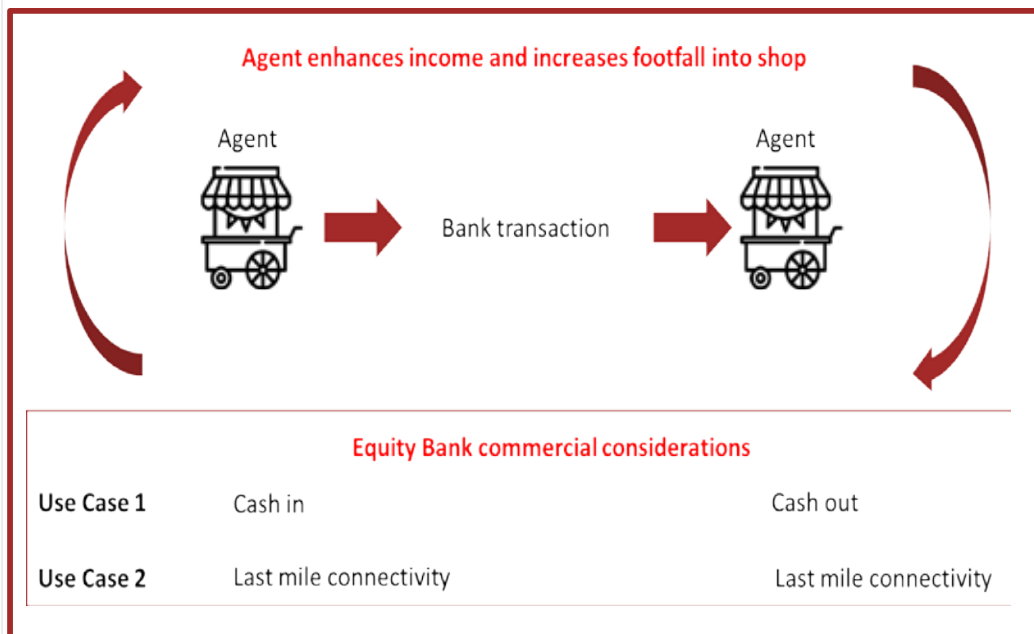 Agent enhances income and increases footfall into shop
Agent
Agent
Bank transaction
Equity Bank commercial considerations
Use Case 1 Cash in Cash out
Use Case 2 Last mile connectivity Last mile connectivity